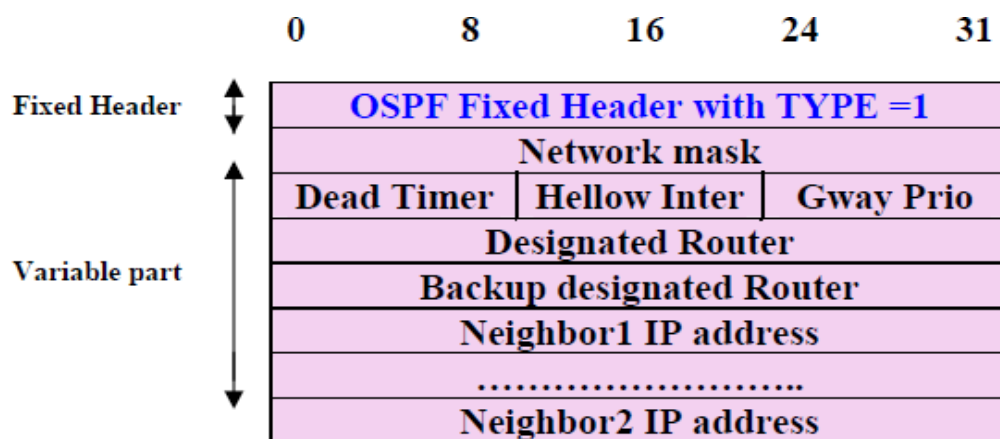 0 8 16 24 31
Fixed Header
OSPF Fixed Header with TYPE =1
Network mask
Dead Timer Hellow Inter Gway Prio
Designated Router
Variable part
Backup designated Router
Neighbor1 IP address
……………………….. 
Neighbor2 IP address